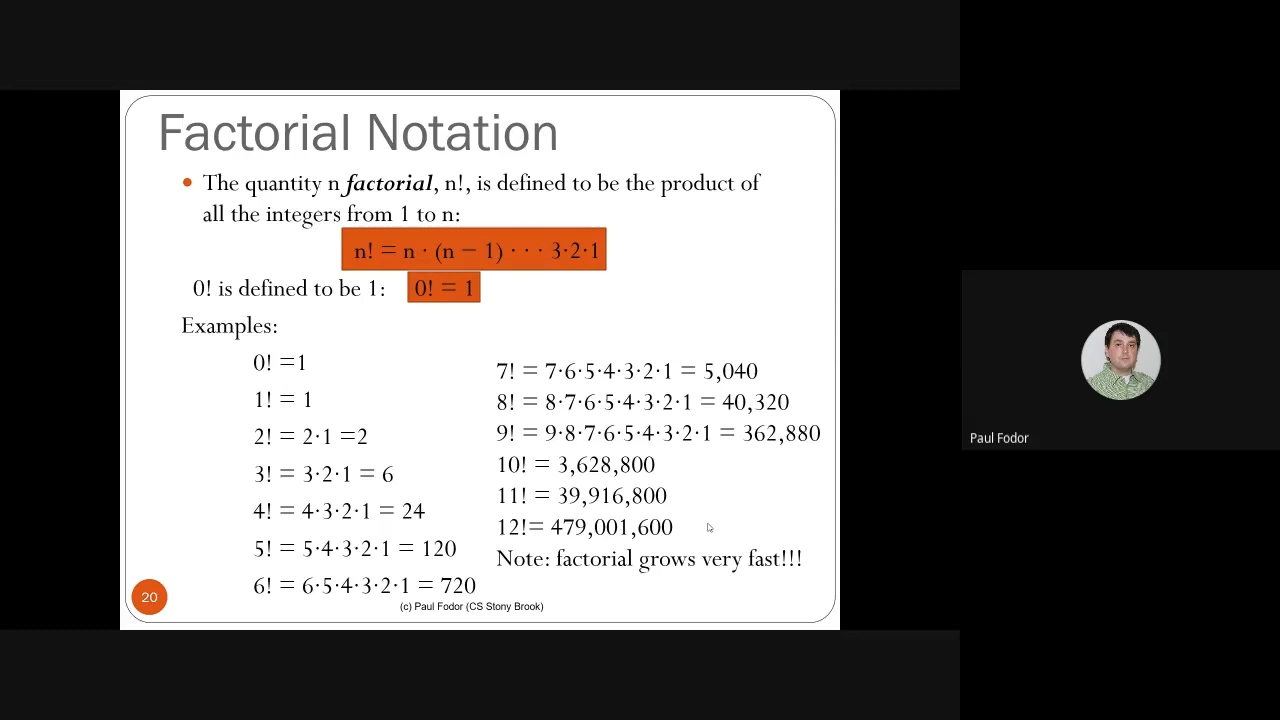 Factorial Notation
• The quantity n factorial, n!, is defined to be the product of
all the integers from 1 to n:
n! = n · (n − 1) · · · 3·2·1
0! is defined to be 1: 0! = 1
Examples:
0! =1
1! = 1
2! = 2·1 =2
3! = 3·2·1 = 6
4! = 4·3·2·1 = 24
5! = 5·4·3·2·1 = 120
6! = 6·5·4·3·2·1 = 720
7! = 7·6·5·4·3·2·1 = 5,040
8! = 8·7·6·5·4·3·2·1 = 40,320
9! = 9·8·7·6·5·4·3·2·1 = 362,880
10! = 3,628,800
11! = 39,916,800
12!= 479,001,600
Note: factorial grows very fast!!!
20
(c) Paul Fodor (CS Stony Brook)
Paul Fodor